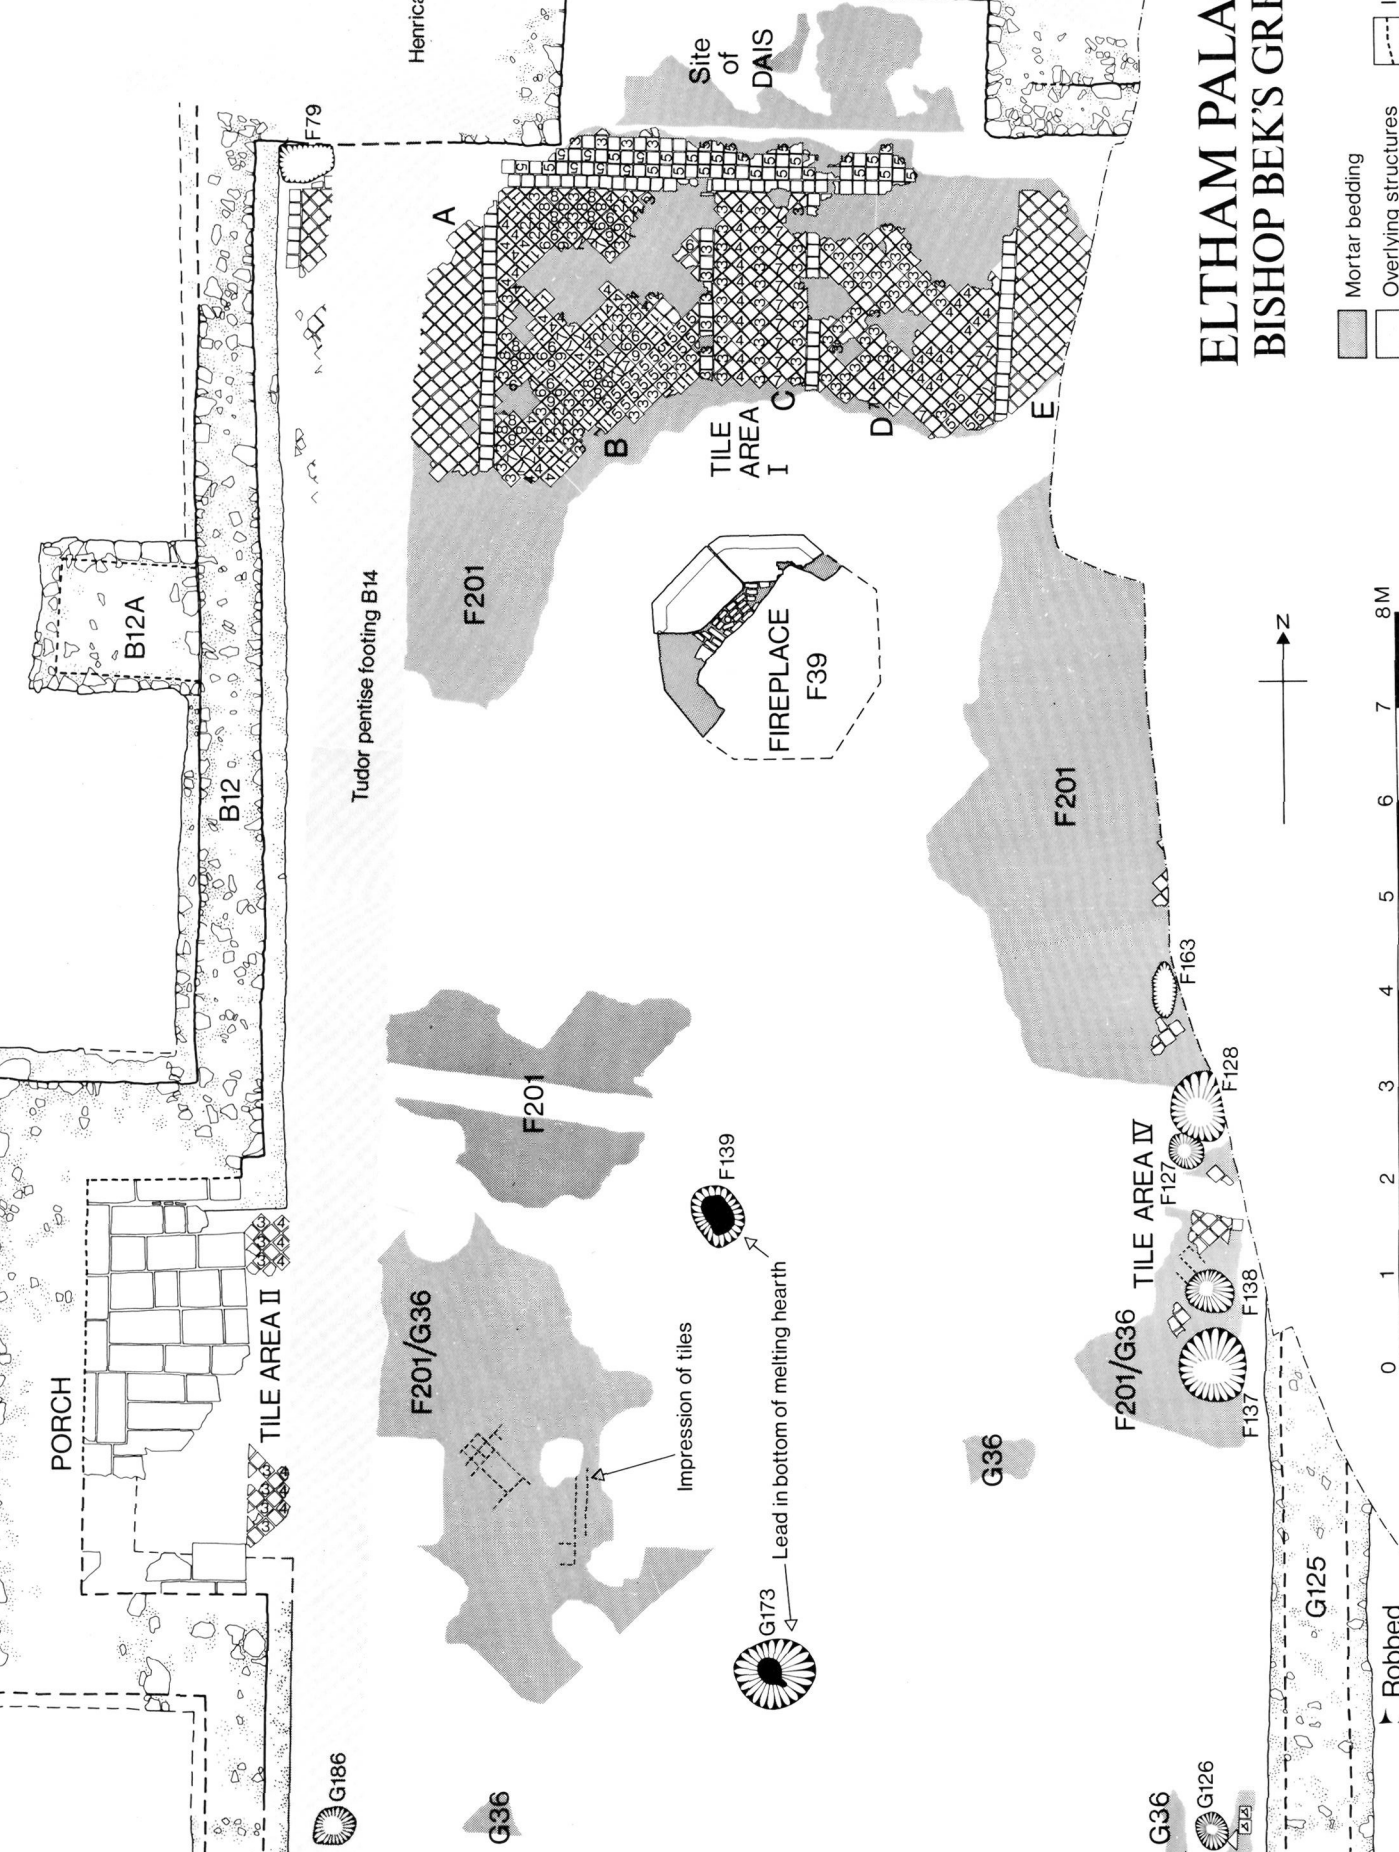 ELTHAM PALA
BISHOP BEK'S GRE
Mortar bedding
Overlying structures
Henrica
F79
Site
of
DAIS
A
B
C
D
E
TILE
AREA
I
B12A
B12
Tudor pentise footing B14
F201
FIREPLACE
F39
F201
F201
F163
F128
F127
TILE AREA IV
F138
F137
F201/G36
F139
Lead in bottom of melting hearth
G173
Impression of tiles
F201/G36
PORCH
TILE AREA II
G186
G36
G36
G36
G126
G125
Robbed
N
0 1 2 3 4 5 6 7 8M